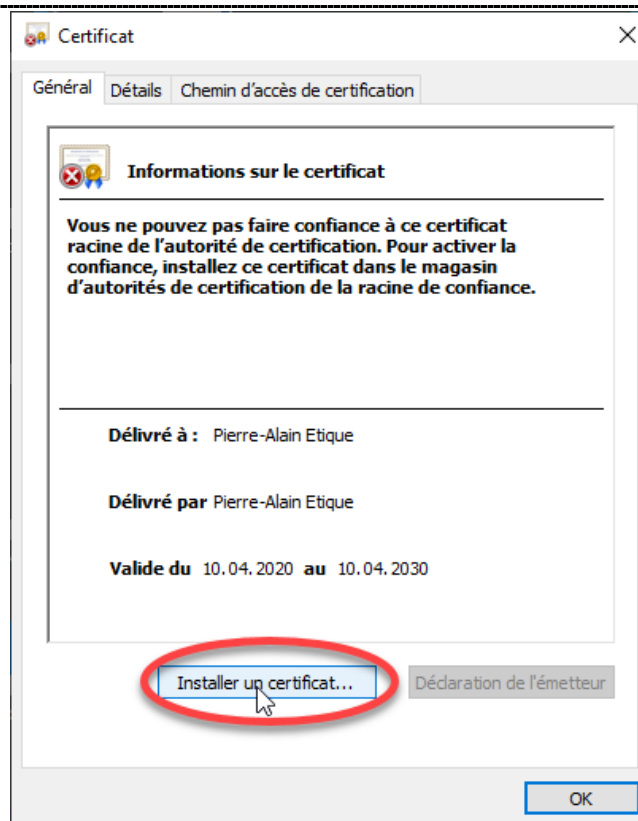 Certificat
Général Détails Chemin d'accès de certification
Informations sur le certificat
Vous ne pouvez pas faire confiance à ce certificat
racine de l'autorité de certification. Pour activer la
confiance, installez ce certificat dans le magasin
d'autorités de certification de la racine de confiance.
Délivré à : Pierre-Alain Etique
Délivré par Pierre-Alain Etique
Valide du 10.04.2020 au 10.04.2030
Installer un certificat... Déclaration de l'émetteur
OK